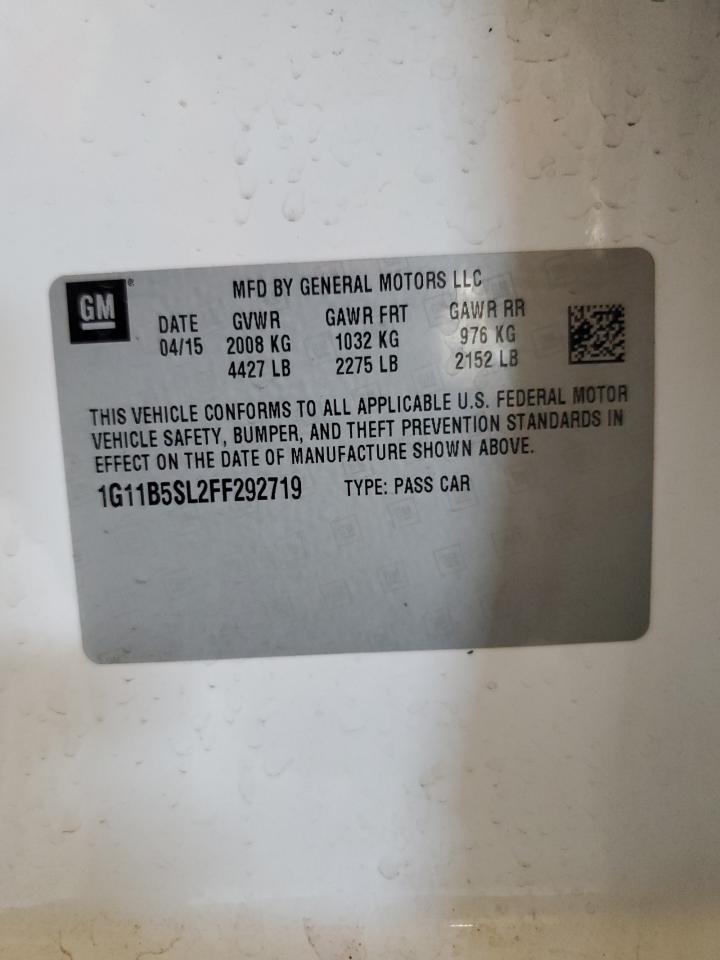 GM®
MFD BY GENERAL MOTORS LLC
DATE GVWR GAWR FRT GAWR RR
04/15 2008 KG 1032 KG 976 KG
4427 LB 2275 LB 2152 LB
THIS VEHICLE CONFORMS TO ALL APPLICABLE U.S. FEDERAL MOTOR
VEHICLE SAFETY, BUMPER, AND THEFT PREVENTION STANDARDS IN
EFFECT ON THE DATE OF MANUFACTURE SHOWN ABOVE.
1G11B5SL2FF292719 TYPE: PASS CAR